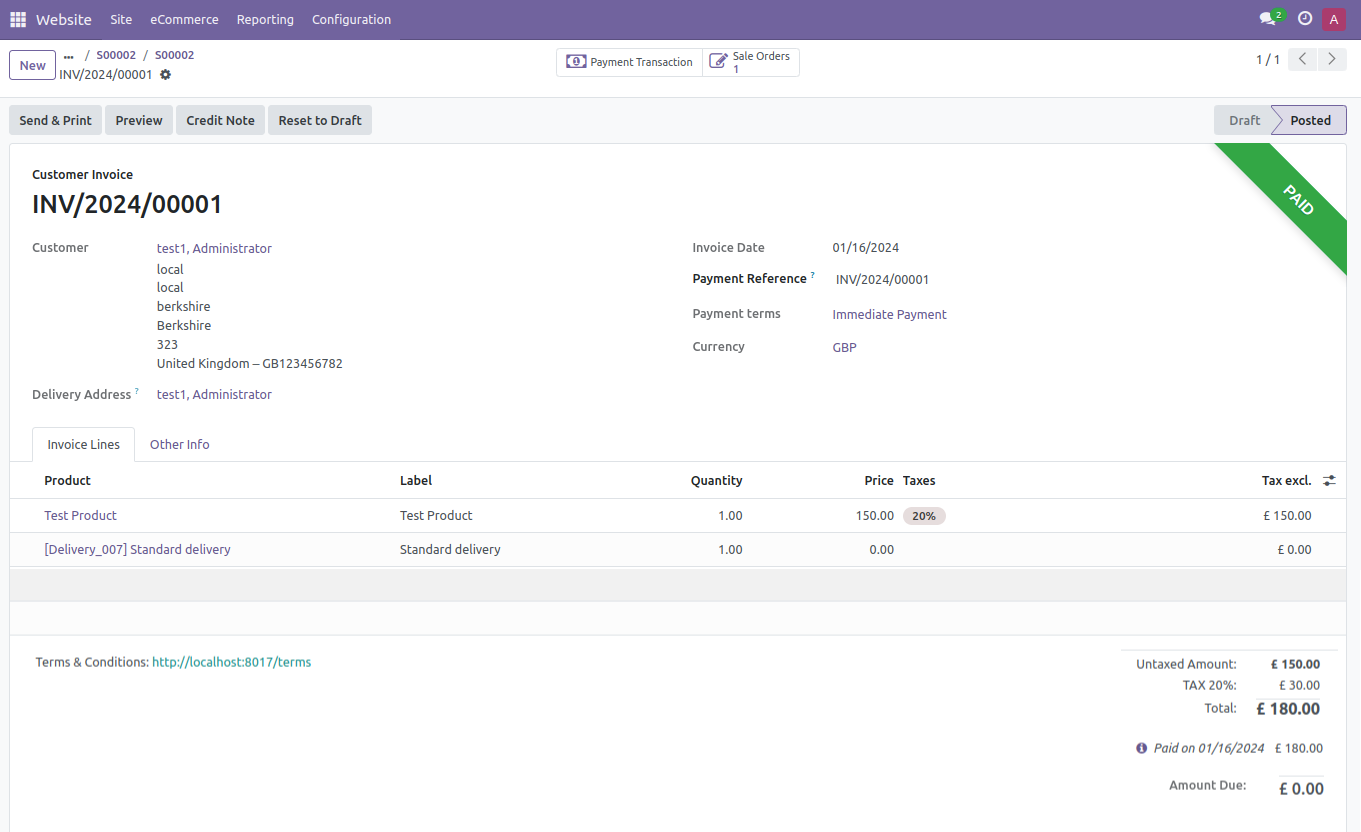 Website Site eCommerce Reporting Configuration 2 A
New ... / S00002 / S00002
INV/2024/00001
Payment Transaction
Sale Orders
1
1 / 1
Send & Print Preview Credit Note Reset to Draft Draft Posted
PAID
Customer Invoice
INV/2024/00001
Customer test1, Administrator
local
local
berkshire
Berkshire
323
United Kingdom – GB123456782
Delivery Address ? test1, Administrator
Invoice Date 01/16/2024
Payment Reference ? INV/2024/00001
Payment terms Immediate Payment
Currency GBP
Invoice Lines Other Info
Product Label Quantity Price Taxes Tax excl.
Test Product Test Product 1.00 150.00 20% £ 150.00
[Delivery_007] Standard delivery Standard delivery 1.00 0.00 £ 0.00
Terms & Conditions: http://localhost:8017/terms
Untaxed Amount: £ 150.00
TAX 20%: £ 30.00
Total: £ 180.00
Paid on 01/16/2024 £ 180.00
Amount Due: £ 0.00